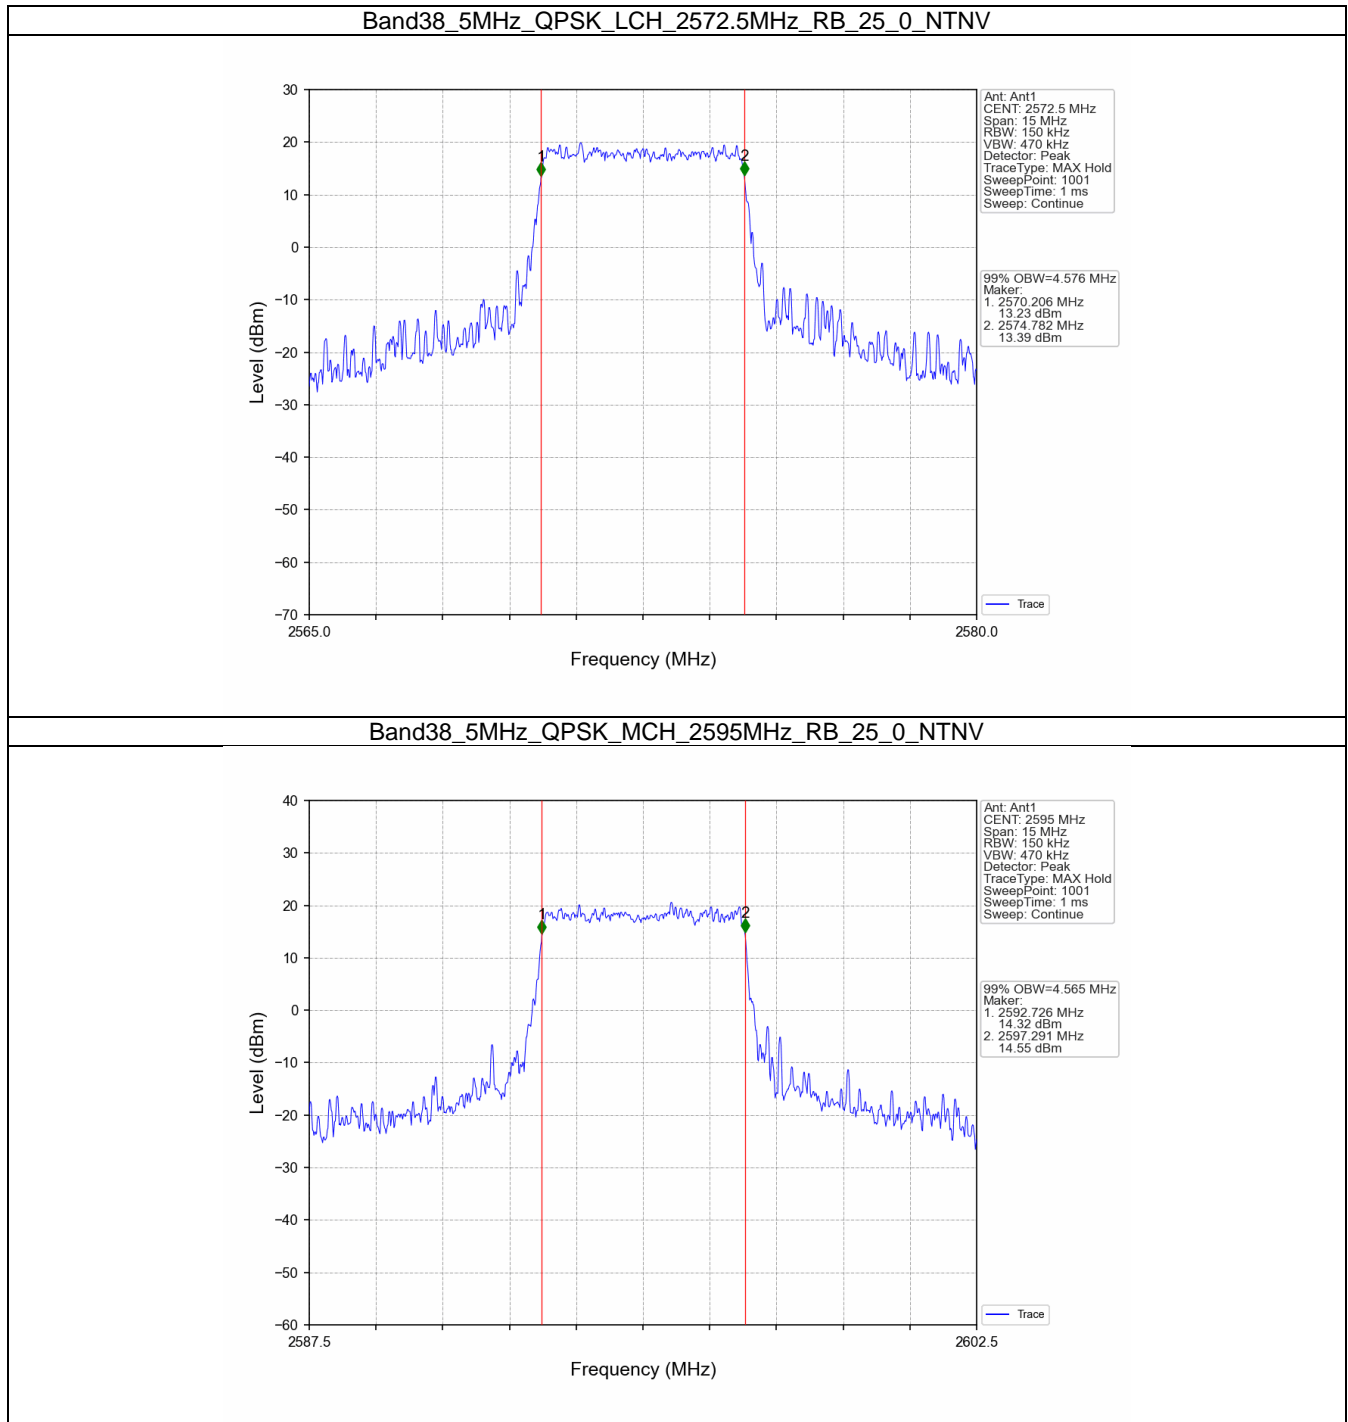 Band38_5MHz_QPSK_LCH_2572.5MHz_RB_25_0_NTNV
30
20
10
0
−10
−20
−30
−40
−50
−60
−70
Level (dBm)
1
2
2565.0
2580.0
Frequency (MHz)
Ant: Ant1
CENT: 2572.5 MHz
Span: 15 MHz
RBW: 150 kHz
VBW: 470 kHz
Detector: Peak
TraceType: MAX Hold
SweepPoint: 1001
SweepTime: 1 ms
Sweep: Continue
99% OBW=4.576 MHz
Maker:
1. 2570.206 MHz
13.23 dBm
2. 2574.782 MHz
13.39 dBm
Trace
Band38_5MHz_QPSK_MCH_2595MHz_RB_25_0_NTNV
40
30
20
10
0
−10
−20
−30
−40
−50
−60
Level (dBm)
1
2
2587.5
2602.5
Frequency (MHz)
Ant: Ant1
CENT: 2595 MHz
Span: 15 MHz
RBW: 150 kHz
VBW: 470 kHz
Detector: Peak
TraceType: MAX Hold
SweepPoint: 1001
SweepTime: 1 ms
Sweep: Continue
99% OBW=4.565 MHz
Maker:
1. 2592.726 MHz
14.32 dBm
2. 2597.291 MHz
14.55 dBm
Trace